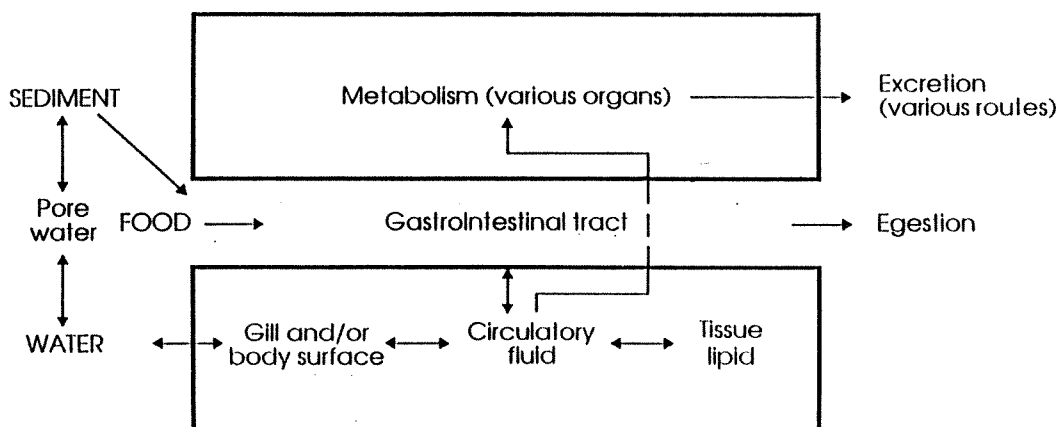 Metabolism (various organs)
Excretion
(various routes)
SEDIMENT
Pore
water
FOOD
Gastrointestinal tract
Egestion
WATER
Gill and/or
body surface
Circulatory
fluid
Tissue
lipid